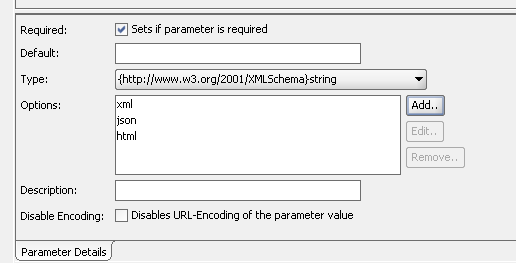 Required: Sets if parameter is required
Default:
Type: {http://www.w3.org/2001/XMLSchema}string
Options: xml Add..
json
html Edit..
Remove..
Description:
Disable Encoding: Disables URL-Encoding of the parameter value
Parameter Details